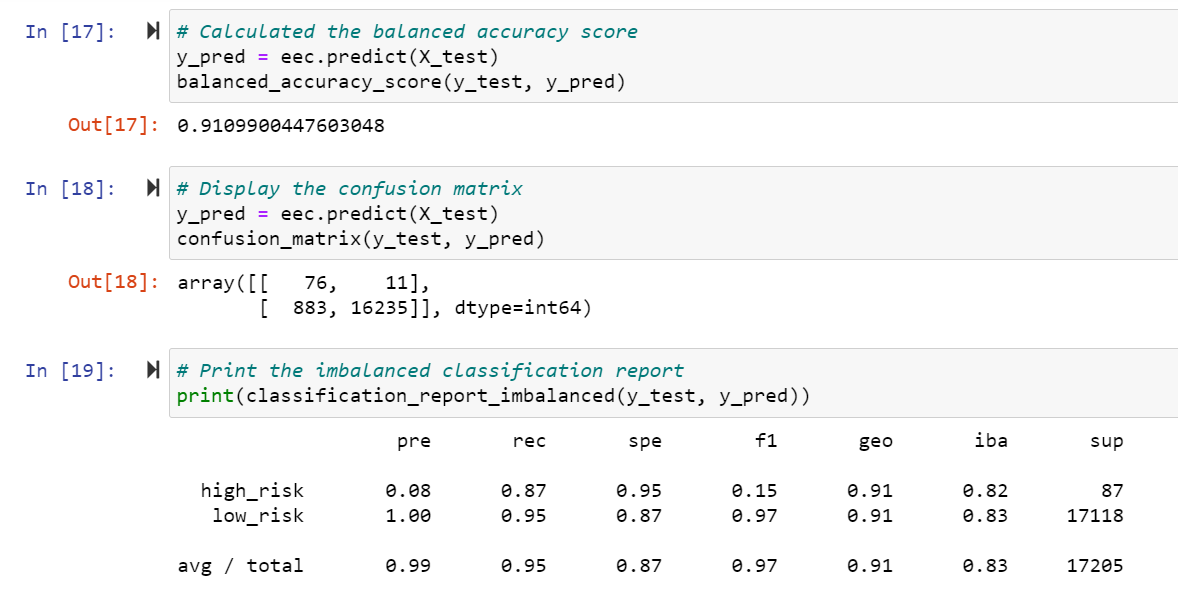 In [17]: # Calculated the balanced accuracy score
y_pred = eec.predict(X_test)
balanced_accuracy_score(y_test, y_pred)
Out[17]: 0.9109900447603048
In [18]: # Display the confusion matrix
y_pred = eec.predict(X_test)
confusion_matrix(y_test, y_pred)
Out[18]: array([[   76,    11],
       [  883, 16235]], dtype=int64)
In [19]: # Print the imbalanced classification report
print(classification_report_imbalanced(y_test, y_pred))
pre rec spe f1 geo iba sup
high_risk 0.08 0.87 0.95 0.15 0.91 0.82 87
low_risk 1.00 0.95 0.87 0.97 0.91 0.83 17118
avg / total 0.99 0.95 0.87 0.97 0.91 0.83 17205